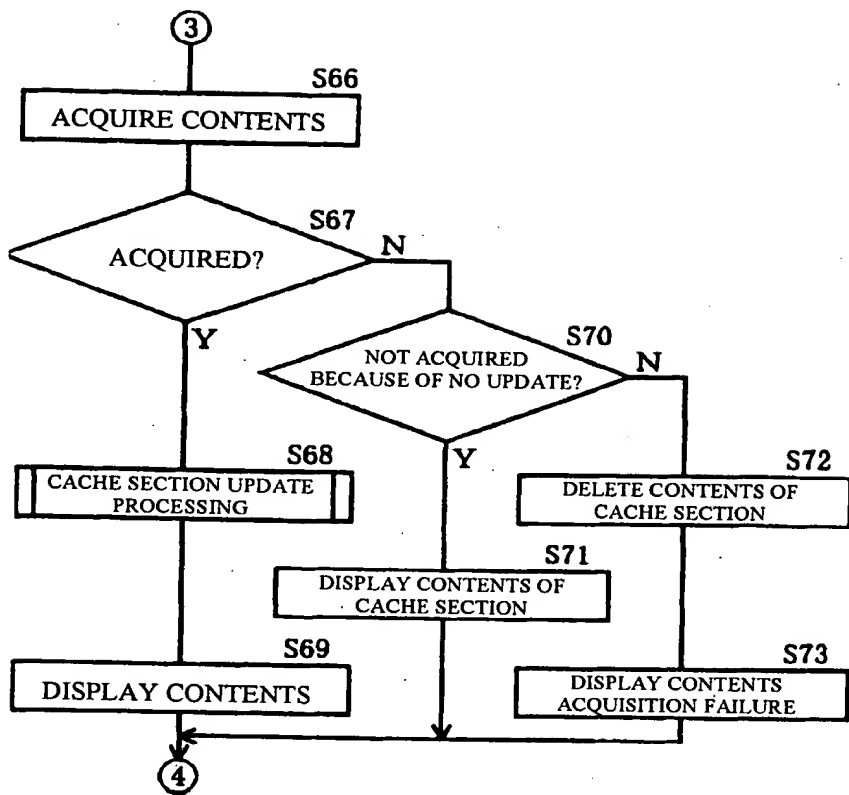 3
S66
ACQUIRE CONTENTS
S67
ACQUIRED?
N
Y
S70
NOT ACQUIRED
BECAUSE OF NO UPDATE?
N
Y
S68
CACHE SECTION UPDATE
PROCESSING
S72
DELETE CONTENTS OF
CACHE SECTION
S71
DISPLAY CONTENTS OF
CACHE SECTION
S69
DISPLAY CONTENTS
S73
DISPLAY CONTENTS
ACQUISITION FAILURE
4